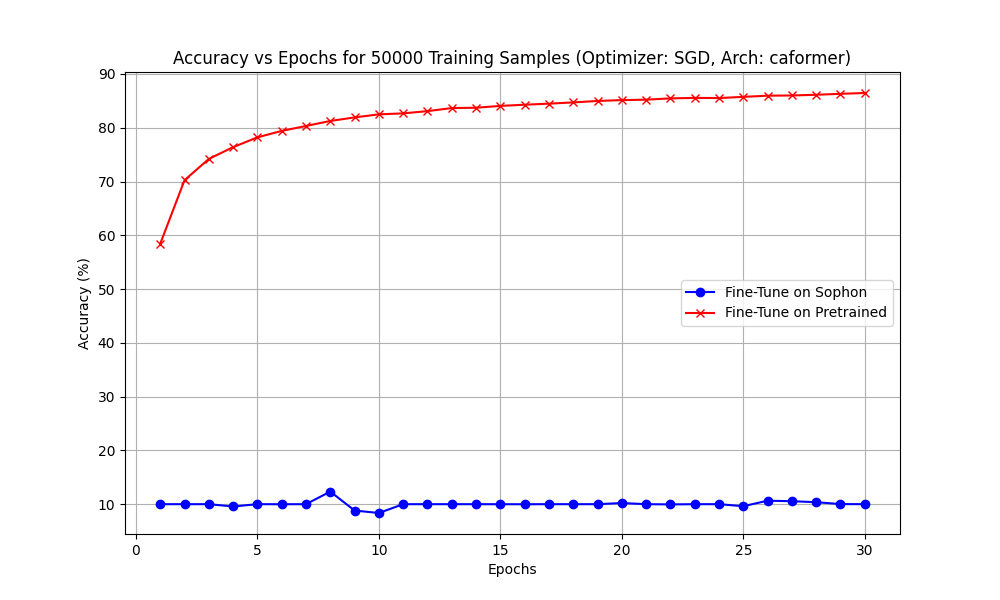 Accuracy vs Epochs for 50000 Training Samples (Optimizer: SGD, Arch: caformer)
90
80
70
60
50
40
30
20
10
Accuracy (%)
Fine-Tune on Sophon
Fine-Tune on Pretrained
0 5 10 15 20 25 30
Epochs